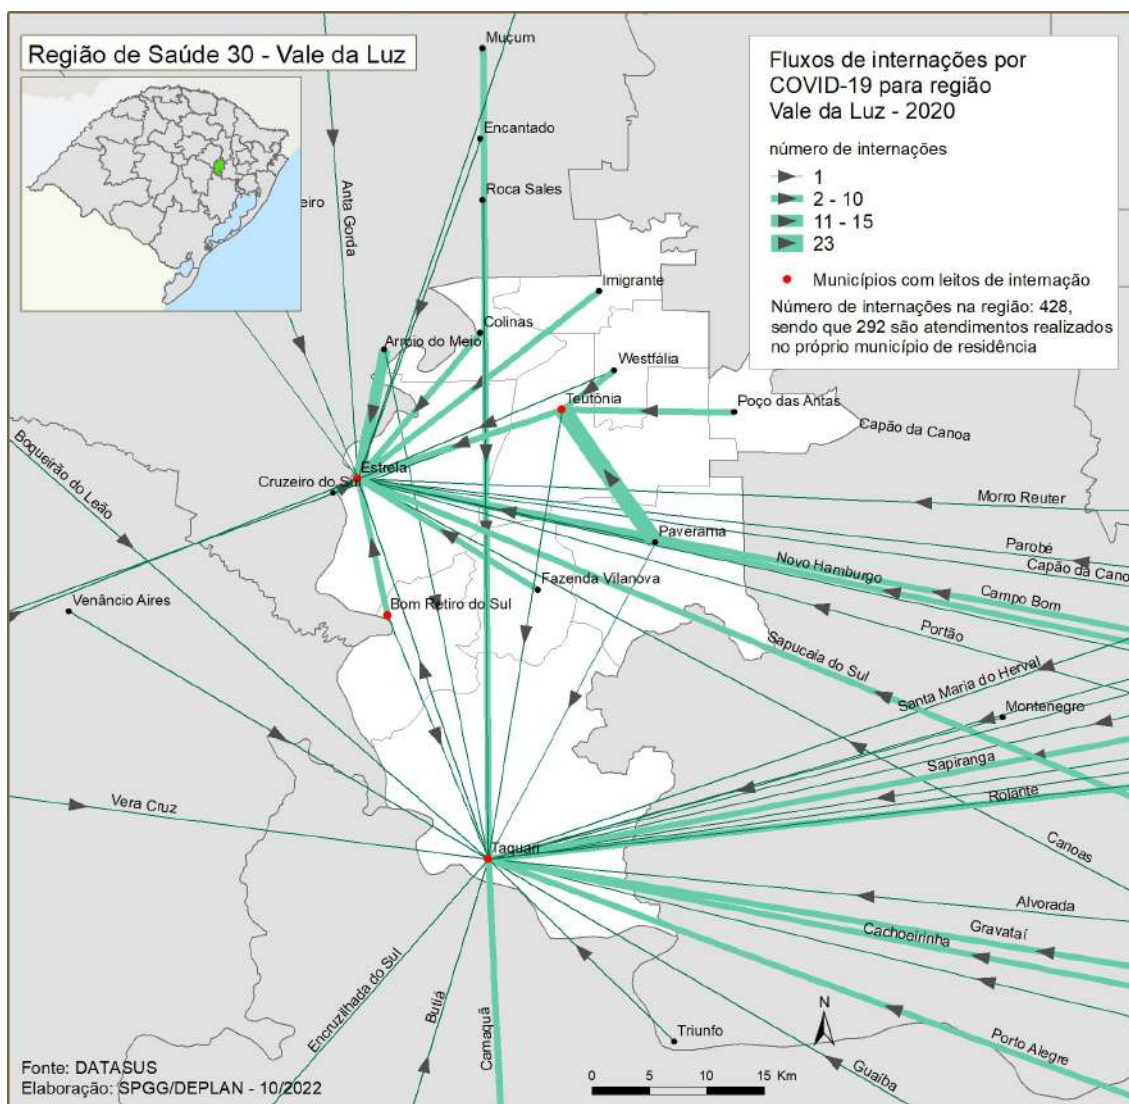 Região de Saúde 30 - Vale da Luz
Muçum
Fluxos de internações por
COVID-19 para região
Vale da Luz - 2020
número de internações
1
2 - 10
11 - 15
23
Municípios com leitos de internação
Número de internações na região: 428,
sendo que 292 são atendimentos realizados
no próprio município de residência
Encantado
Roca Sales
Anta Gorda
eiro
Imigrante
Colinas
Arroio do Meio
Westfália
Teutônia
Poço das Antas
Capão da Canoa
Boqueirão do Leão
Estrela
Cruzeiro do Sul
Morro Reuter
Paverama
Parobé
Capão da Cano
Novo Hamburgo
Campo Bom
Fazenda Vilanova
Venâncio Aires
Bom Retiro do Sul
Portão
Sapucaia do Sul
Santa Maria do Herval
Montenegro
Sapiranga
Rolante
Vera Cruz
Canoas
Taquari
Alvorada
Gravataí
Cachoeirinha
Encruzilhada do Sul
Butiá
Camaquã
Triunfo
N
Porto Alegre
Guaíba
Fonte: DATASUS
Elaboração: SPGG/DEPLAN - 10/2022
0 5 10 15 Km